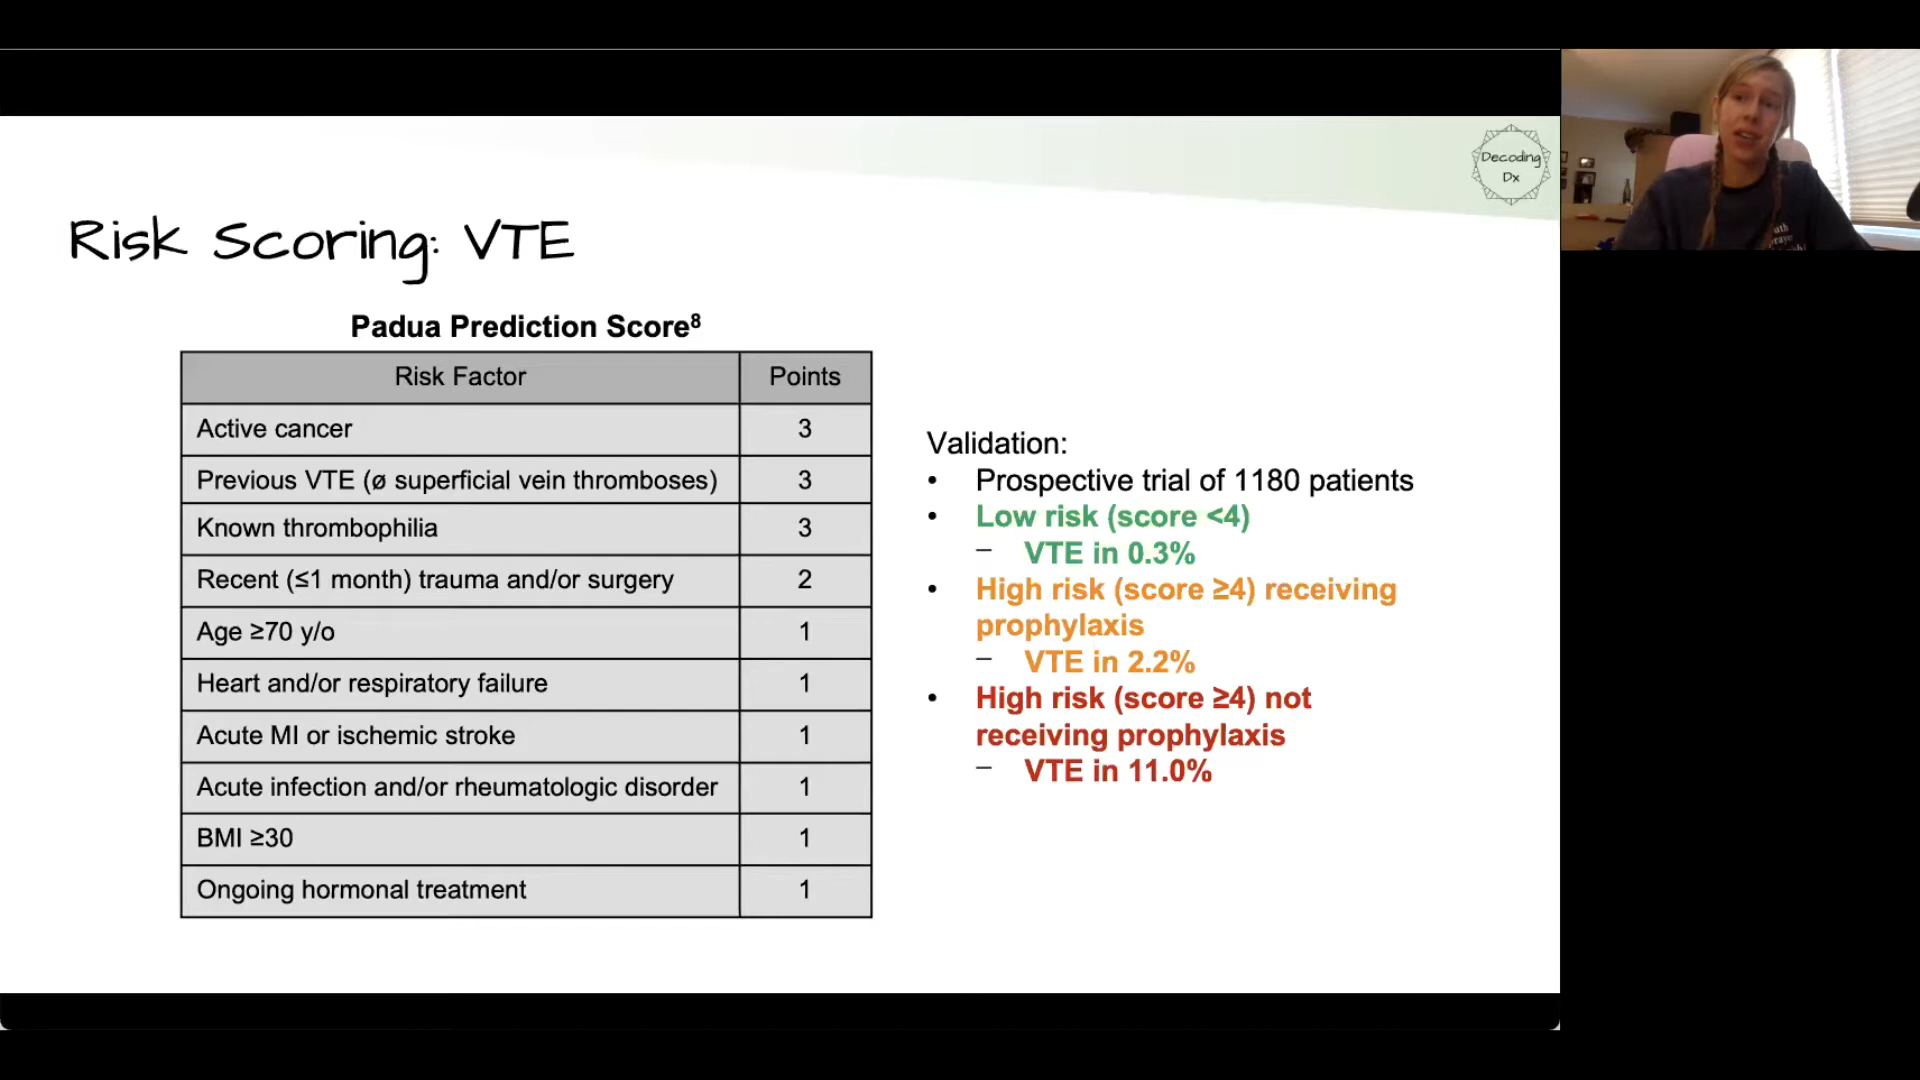 Decoding
Dx
Risk Scoring: VTE
Padua Prediction Score⁸
Risk Factor Points
Active cancer 3
Previous VTE (ø superficial vein thromboses) 3
Known thrombophilia 3
Recent (≤1 month) trauma and/or surgery 2
Age ≥70 y/o 1
Heart and/or respiratory failure 1
Acute MI or ischemic stroke 1
Acute infection and/or rheumatologic disorder 1
BMI ≥30 1
Ongoing hormonal treatment 1
Validation:
• Prospective trial of 1180 patients
• Low risk (score <4)
– VTE in 0.3%
• High risk (score ≥4) receiving
prophylaxis
– VTE in 2.2%
• High risk (score ≥4) not
receiving prophylaxis
– VTE in 11.0%